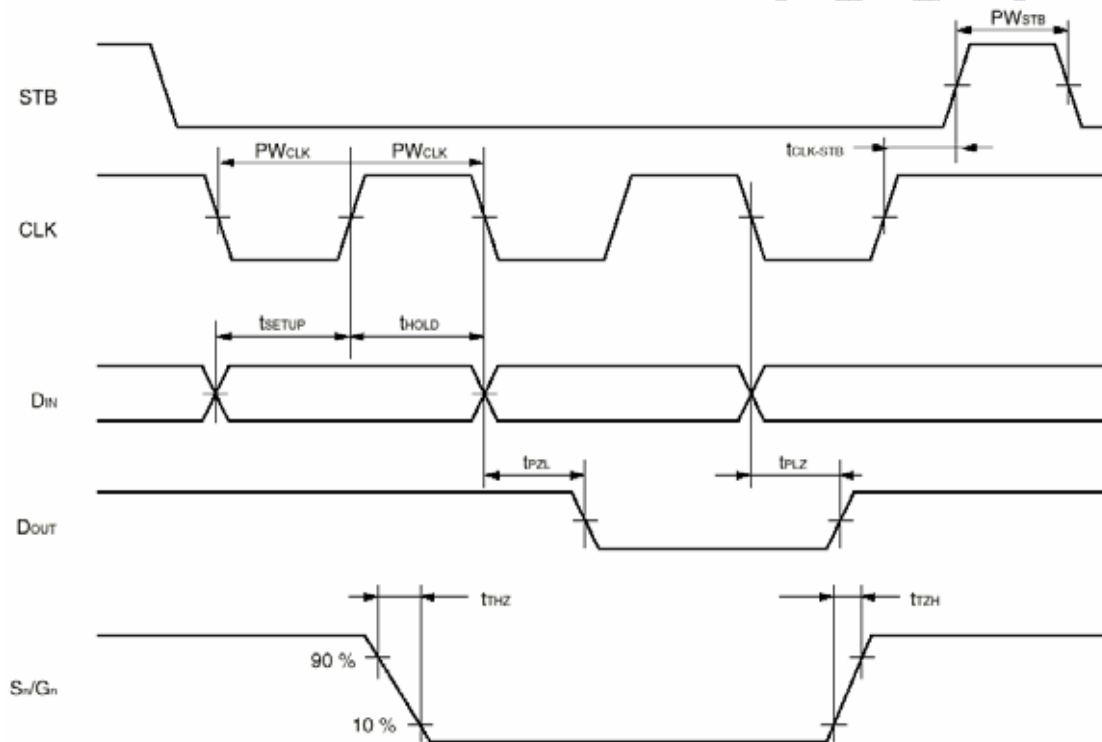 PWSTB
STB
tCLK-STB
PWCLK PWCLK
CLK
tSETUP tHOLD
DIN
tPZL tPLZ
DOUT
tTHZ tTZH
90 %
Sn/Gn
10 %